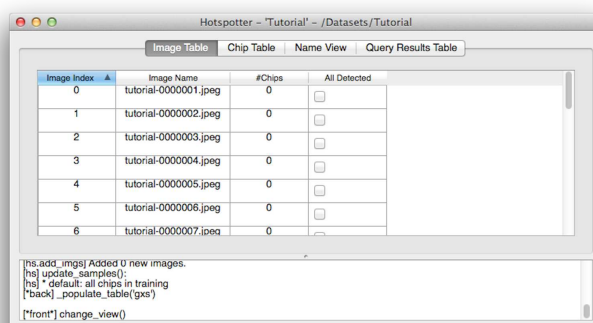 Hotspotter – 'Tutorial' – /Datasets/Tutorial
Image Table Chip Table Name View Query Results Table
Image Index Image Name #Chips All Detected
0 tutorial-0000001.jpeg 0
1 tutorial-0000002.jpeg 0
2 tutorial-0000003.jpeg 0
3 tutorial-0000004.jpeg 0
4 tutorial-0000005.jpeg 0
5 tutorial-0000006.jpeg 0
6 tutorial-0000007.jpeg 0
[hs.add_imgs] Added 0 new images.
[hs] update_samples():
[hs] * default: all chips in training
[*back] _populate_table('gxs')
[*front*] change_view()